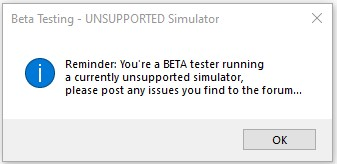 Beta Testing - UNSUPPORTED Simulator
Reminder: You're a BETA tester running
a currently unsupported simulator,
please post any issues you find to the forum...
OK